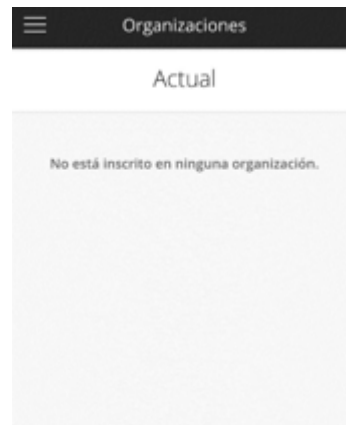 Organizaciones
Actual
No está inscrito en ninguna organización.